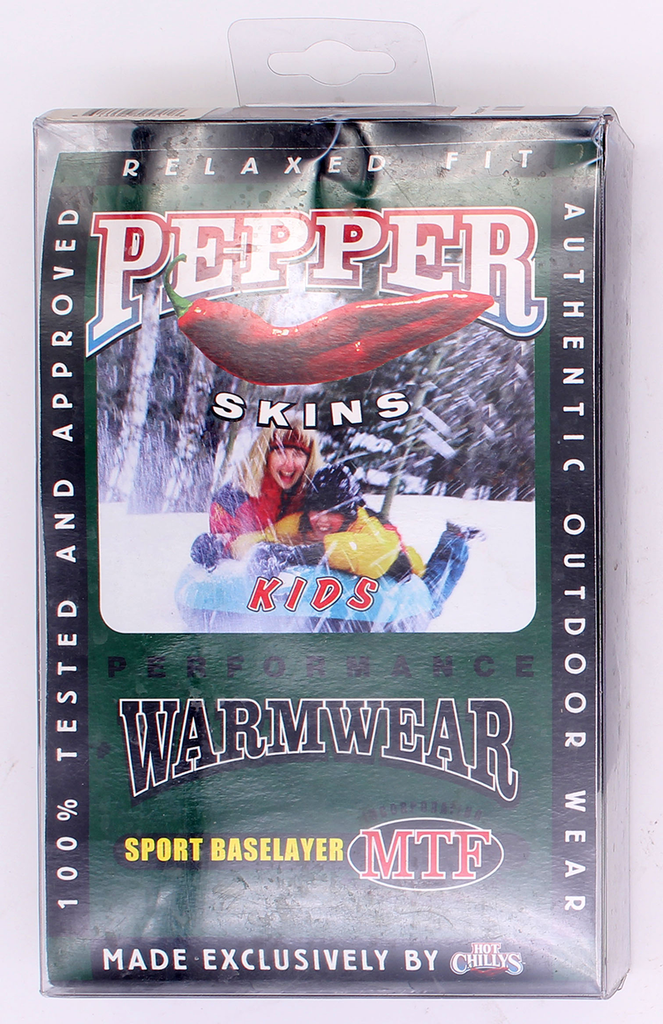 RELAXED FIT
100% TESTED AND APPROVED
AUTHENTIC OUTDOOR WEAR
PEPPER
SKINS
KIDS
PERFORMANCE
WARMWEAR
INCORPORATING
SPORT BASELAYER MTF
MADE EXCLUSIVELY BY HOT
CHILLYS